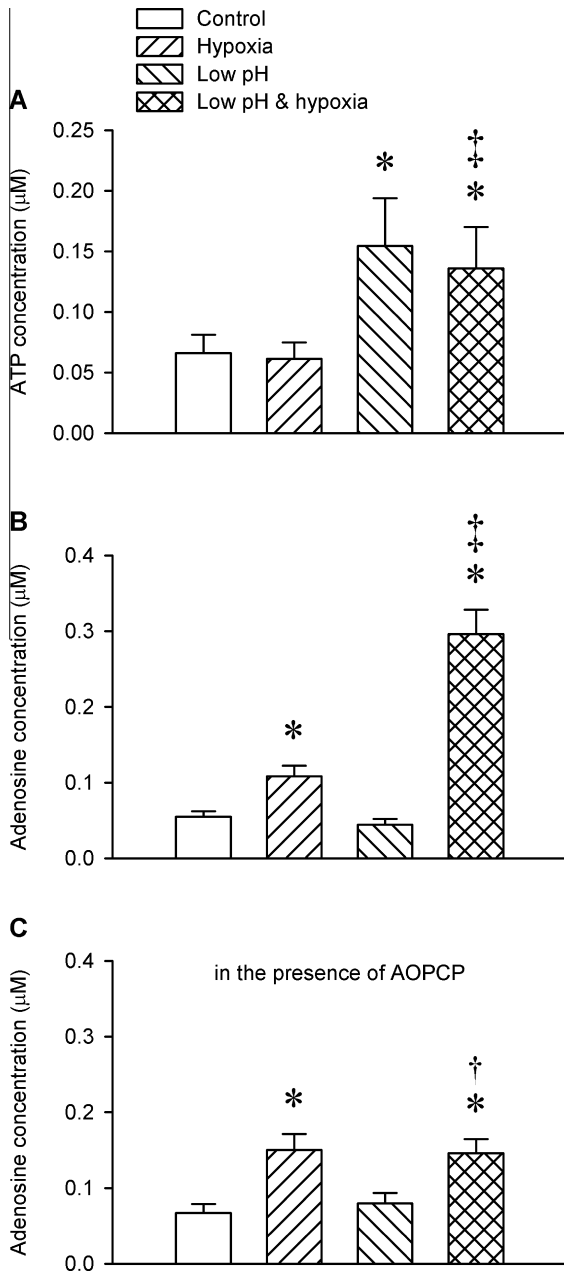 Control
Hypoxia
Low pH
Low pH & hypoxia
A
ATP concentration (μM)
0.25
0.20
0.15
0.10
0.05
0.00
*
‡
*
B
Adenosine concentration (μM)
0.4
0.3
0.2
0.1
0.0
*
‡
*
C
Adenosine concentration (μM)
in the presence of AOPCP
0.4
0.3
0.2
0.1
0.0
*
†
*